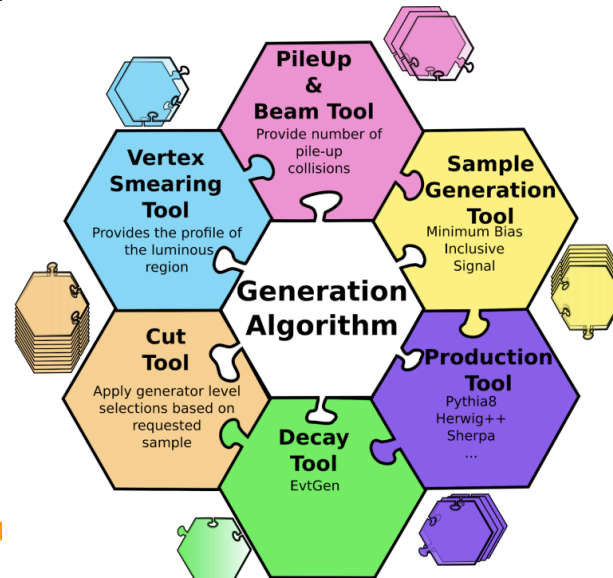 PileUp
&
Beam Tool
Provide number of
pile-up
collisions
Vertex
Smearing
Tool
Provides the profile of
the luminous
region
Sample
Generation
Tool
Minimum Bias
Inclusive
Signal
Generation
Algorithm
Cut
Tool
Apply generator level
selections based on
requested
sample
Production
Tool
Pythia8
Herwig++
Sherpa
...
Decay
Tool
EvtGen